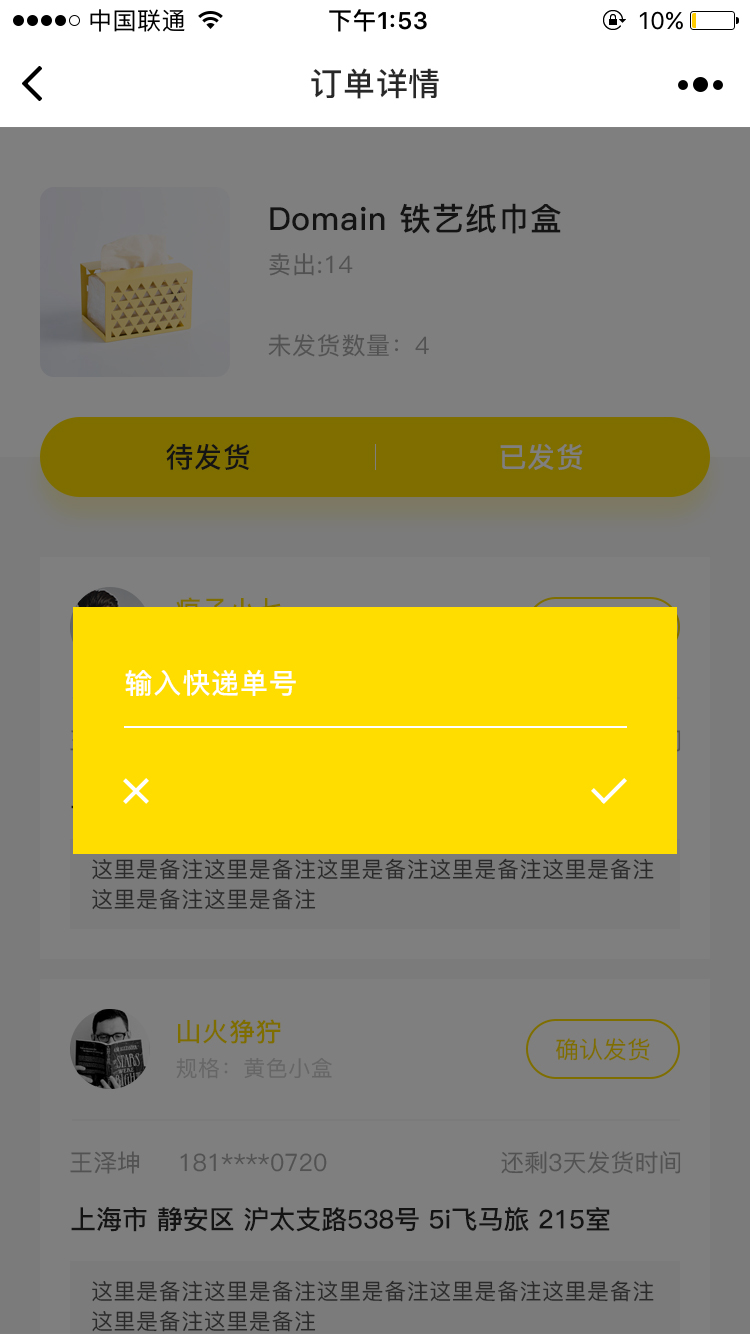 中国联通
下午1:53
10%
订单详情
Domain 铁艺纸巾盒
卖出:14
未发货数量：4
待发货
已发货
输入快递单号
这里是备注这里是备注这里是备注这里是备注这里是备注
这里是备注这里是备注
山火狰狞
确认发货
规格：黄色小盒
王泽坤
181****0720
还剩3天发货时间
上海市 静安区 沪太支路538号 5i飞马旅 215室
这里是备注这里是备注这里是备注这里是备注这里是备注
这里是备注这里是备注